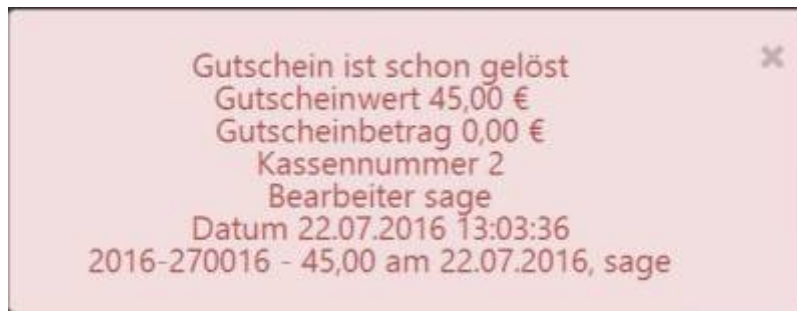 Gutschein ist schon gelöst
Gutscheinwert 45,00 €
Gutscheinbetrag 0,00 €
Kassennummer 2
Bearbeiter sage
Datum 22.07.2016 13:03:36
2016-270016 - 45,00 am 22.07.2016, sage